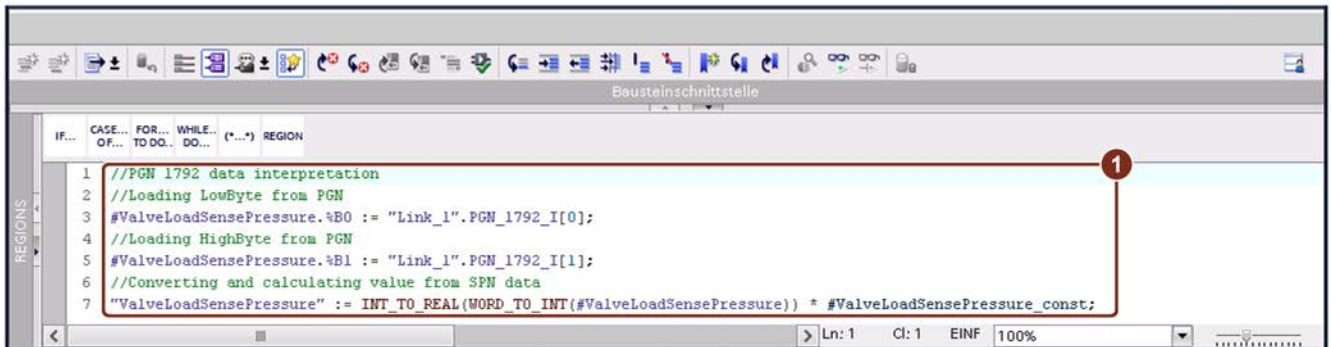 Bausteinschnittstelle
IF... CASE... OF... FOR... TO DO.. WHILE.. DO... (*...*) REGION
REGIONS
1
1 //PGN 1792 data interpretation
2 //Loading LowByte from PGN
3 #ValveLoadSensePressure.%B0 := "Link_1".PGN_1792_I[0];
4 //Loading HighByte from PGN
5 #ValveLoadSensePressure.%B1 := "Link_1".PGN_1792_I[1];
6 //Converting and calculating value from SPN data
7 "ValveLoadSensePressure" := INT_TO_REAL(WORD_TO_INT(#ValveLoadSensePressure)) * #ValveLoadSensePressure_const;
Ln: 1 Cl: 1 EINF 100%